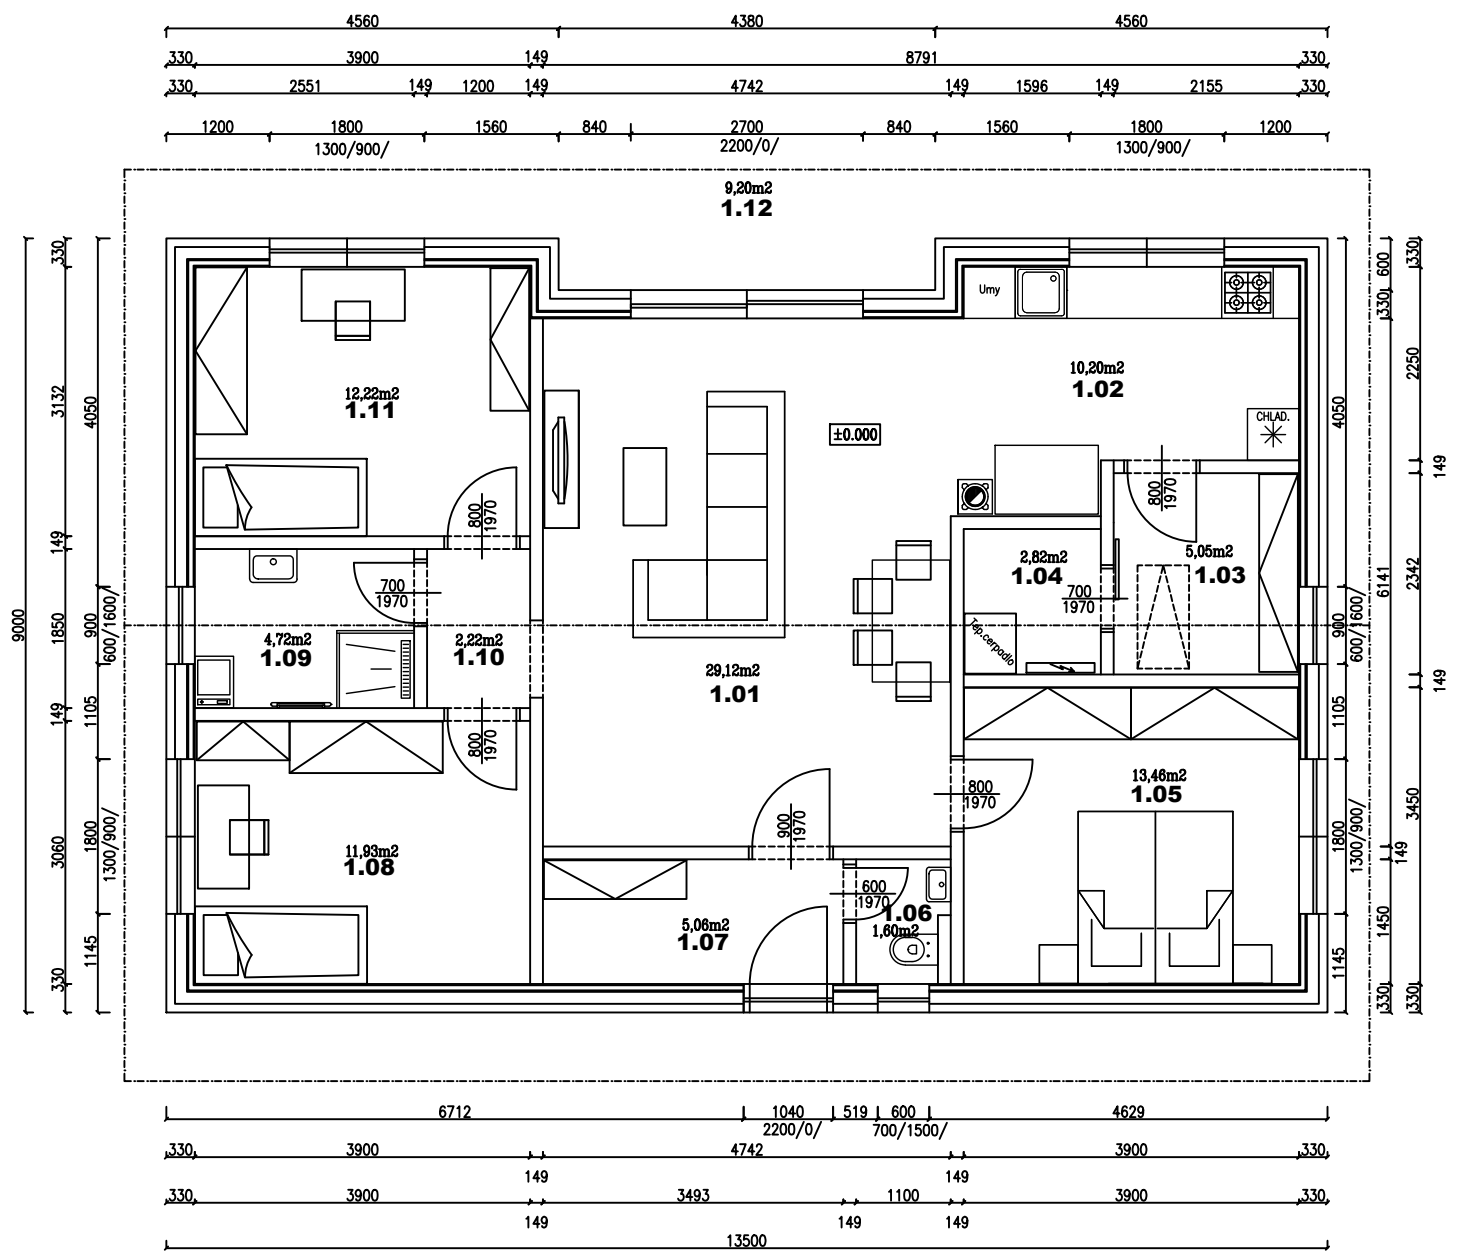 4560 4380 4560
330 3900 149 8791 330
330 2551 149 1200 149 4742 149 1596 149 2155 330
1200 1800 1560 840 2700 840 1560 1800 1200
1300/900/ 2200/0/ 1300/900/
9,20m2
1.12
9000
330 3132 149 1850 149 3060 330
4050 900 1105 1800 1145
600/1600/
1300/900/
12,22m2
1.11
800
1970
Umy
10,20m2
1.02
±0.000
CHLAD.
800
1970
5,05m2
1.03
2,82m2
1.04
700
1970
Tep.cerpadlo
700
1970
4,72m2
1.09
2,22m2
1.10
29,12m2
1.01
800
1970
800
1970
13,46m2
1.05
900
1970
11,93m2
1.08
600
1970
1.06
1,60m2
5,06m2
1.07
4050 900 1105 1800 1145
600/1600/
1300/900/
600 330 6141 149 1450 330
330 2250 149 2342 149 3450 330
6712 1040 519 600 4629
2200/0/ 700/1500/
330 3900 4742 3900 330
149 149
330 3900 3493 1100 3900 330
149 149 149
13500